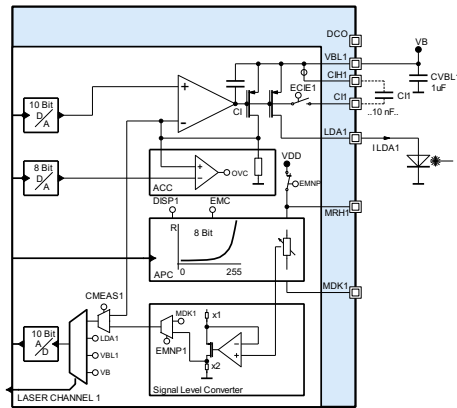 DCO
VB
VBL1
CIH1
CVBL1
1uF
ECIE1
CI1
CI1
CI
..10 nF..
10 Bit
D/A
LDA1
ILDA1
8 Bit
D/A
OVC
VDD
ACC
EMNP
DISP1
EMC
MRH1
R
8 Bit
0
255
APC
MDK1
CMEAS1
MDK1
x1
10 Bit
A/D
LDA1
EMNP1
VBL1
x2
VB
Signal Level Converter
LASER CHANNEL 1